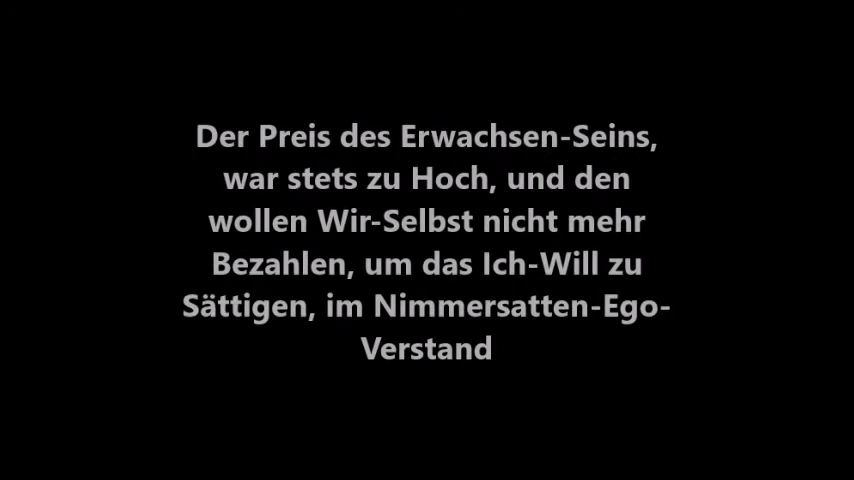 Der Preis des Erwachsen-Seins,
war stets zu Hoch, und den
wollen Wir-Selbst nicht mehr
Bezahlen, um das Ich-Will zu
Sättigen, im Nimmersatten-Ego-
Verstand